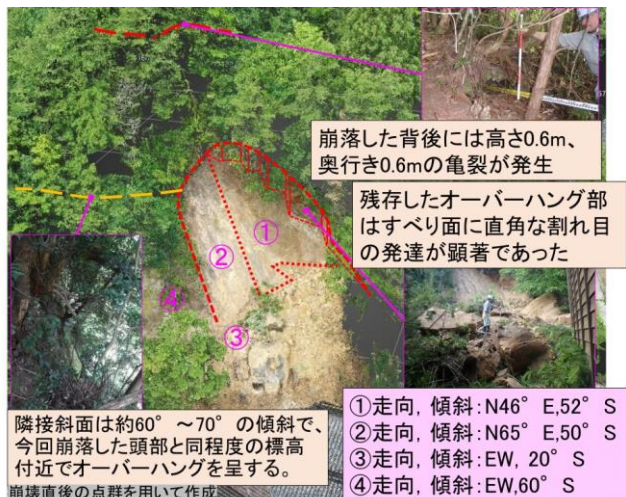 崩落した背後には高さ0.6m、
奥行き0.6mの亀裂が発生
残存したオーバーハング部
はすべり面に直角な割れ目
の発達が顕著であった
①
②
④
③
隣接斜面は約60°～70°の傾斜で、
今回崩落した頭部と同程度の標高
付近でオーバーハングを呈する。
崩壊直後の点群を用いて作成
①走向，傾斜：N46°E,52°S
②走向，傾斜：N65°E,50°S
③走向，傾斜：EW，20°S
④走向，傾斜：EW,60°S